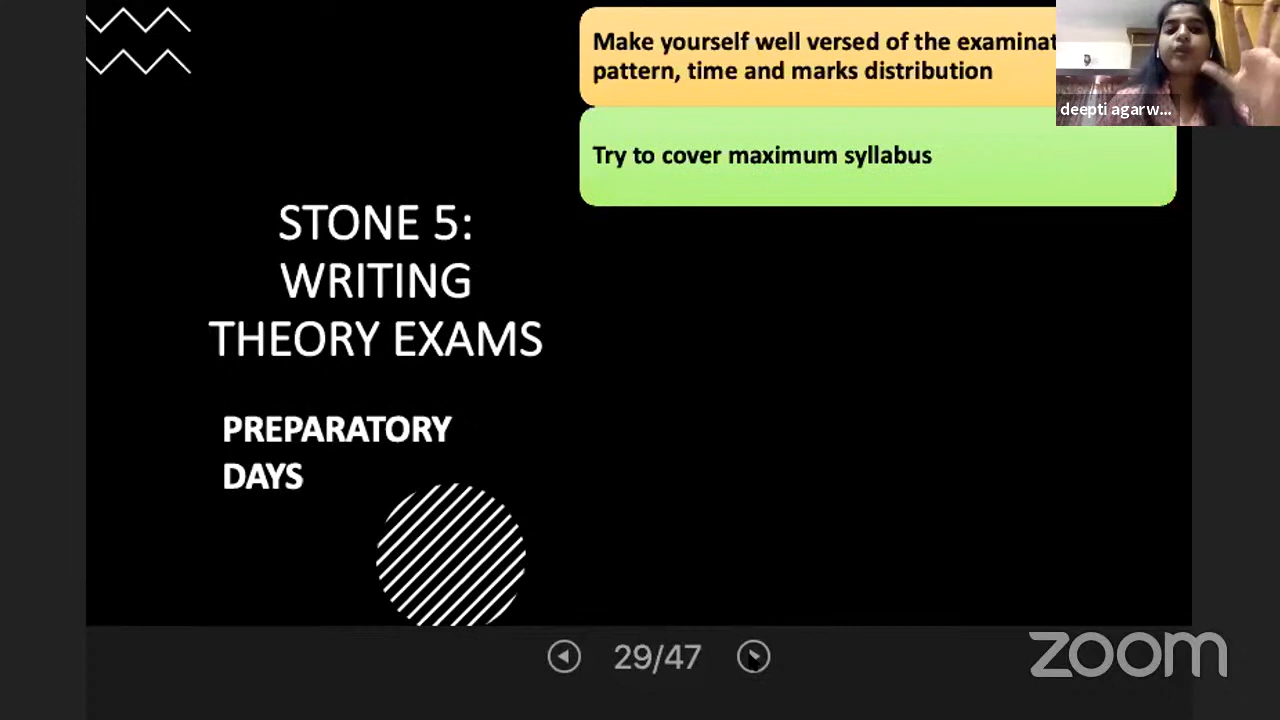 Make yourself well versed of the
pattern, time and marks distribution
deepti agarw...
Try to cover maximum syllabus
STONE 5:
WRITING
THEORY EXAMS
PREPARATORY
DAYS
29/47
zoom